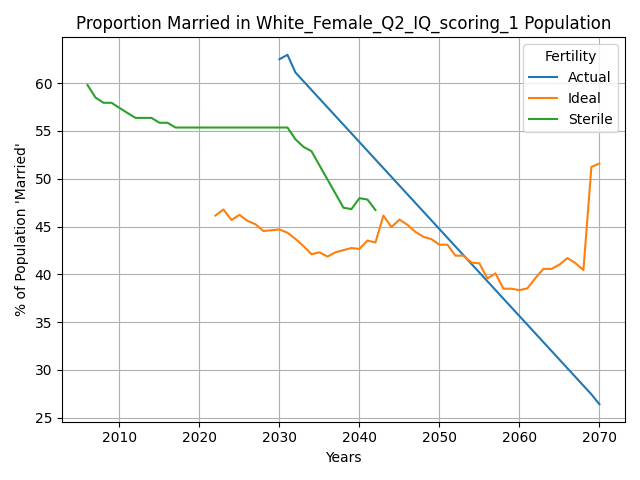 Proportion Married in White_Female_Q2_IQ_scoring_1 Population
% of Population 'Married'
60
55
50
45
40
35
30
25
2010
2020
2030
2040
2050
2060
2070
Years
Fertility
Actual
Ideal
Sterile